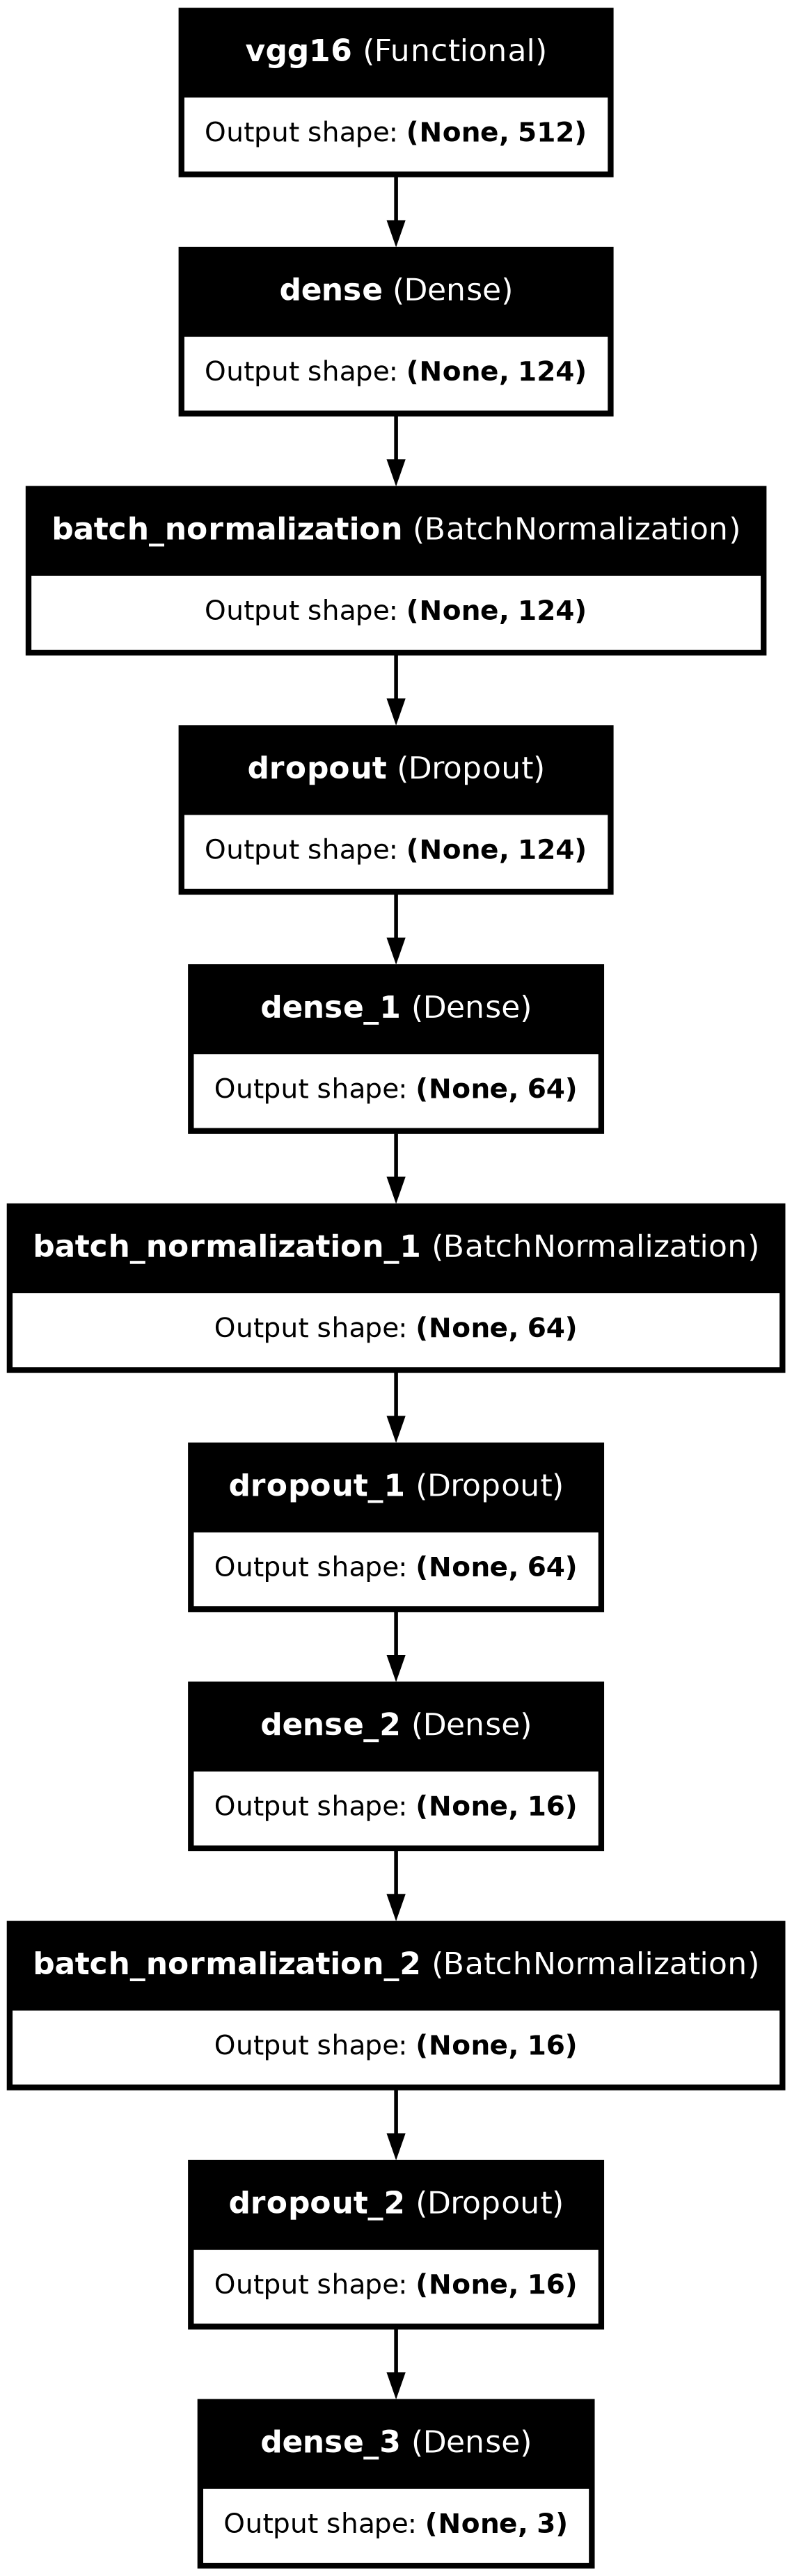 vgg16 (Functional)
Output shape: (None, 512)
dense (Dense)
Output shape: (None, 124)
batch_normalization (BatchNormalization)
Output shape: (None, 124)
dropout (Dropout)
Output shape: (None, 124)
dense_1 (Dense)
Output shape: (None, 64)
batch_normalization_1 (BatchNormalization)
Output shape: (None, 64)
dropout_1 (Dropout)
Output shape: (None, 64)
dense_2 (Dense)
Output shape: (None, 16)
batch_normalization_2 (BatchNormalization)
Output shape: (None, 16)
dropout_2 (Dropout)
Output shape: (None, 16)
dense_3 (Dense)
Output shape: (None, 3)